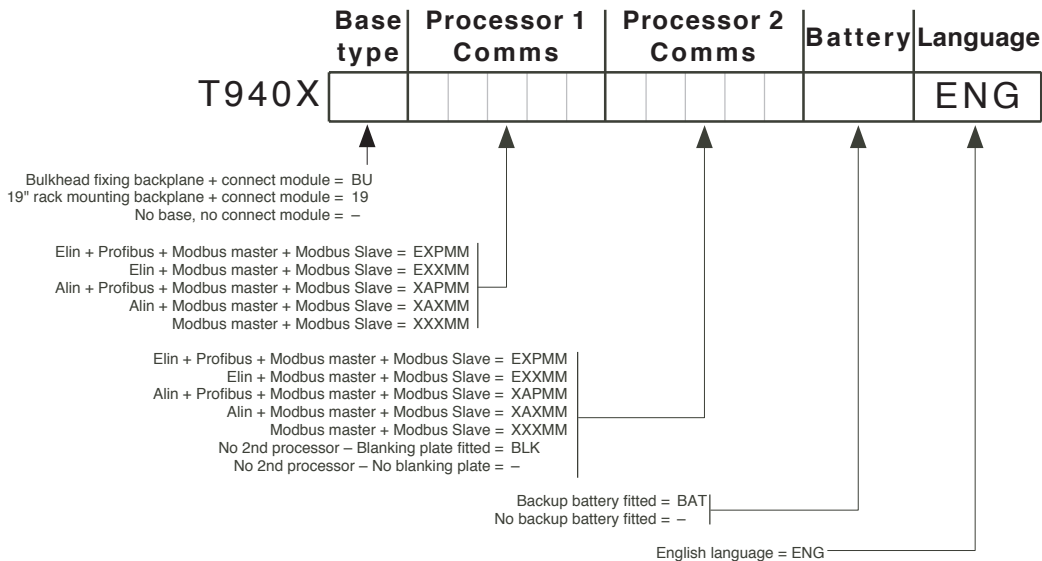 Base type
Processor 1 Comms
Processor 2 Comms
Battery
Language
T940X
ENG
Bulkhead fixing backplane + connect module = BU
19" rack mounting backplane + connect module = 19
No base, no connect module = –
Elin + Profibus + Modbus master + Modbus Slave = EXPMM
Elin + Modbus master + Modbus Slave = EXXMM
Alin + Profibus + Modbus master + Modbus Slave = XAPMM
Alin + Modbus master + Modbus Slave = XAXMM
Modbus master + Modbus Slave = XXXMM
Elin + Profibus + Modbus master + Modbus Slave = EXPMM
Elin + Modbus master + Modbus Slave = EXXMM
Alin + Profibus + Modbus master + Modbus Slave = XAPMM
Alin + Modbus master + Modbus Slave = XAXMM
Modbus master + Modbus Slave = XXXMM
No 2nd processor – Blanking plate fitted = BLK
No 2nd processor – No blanking plate = –
Backup battery fitted = BAT
No backup battery fitted = –
English language = ENG